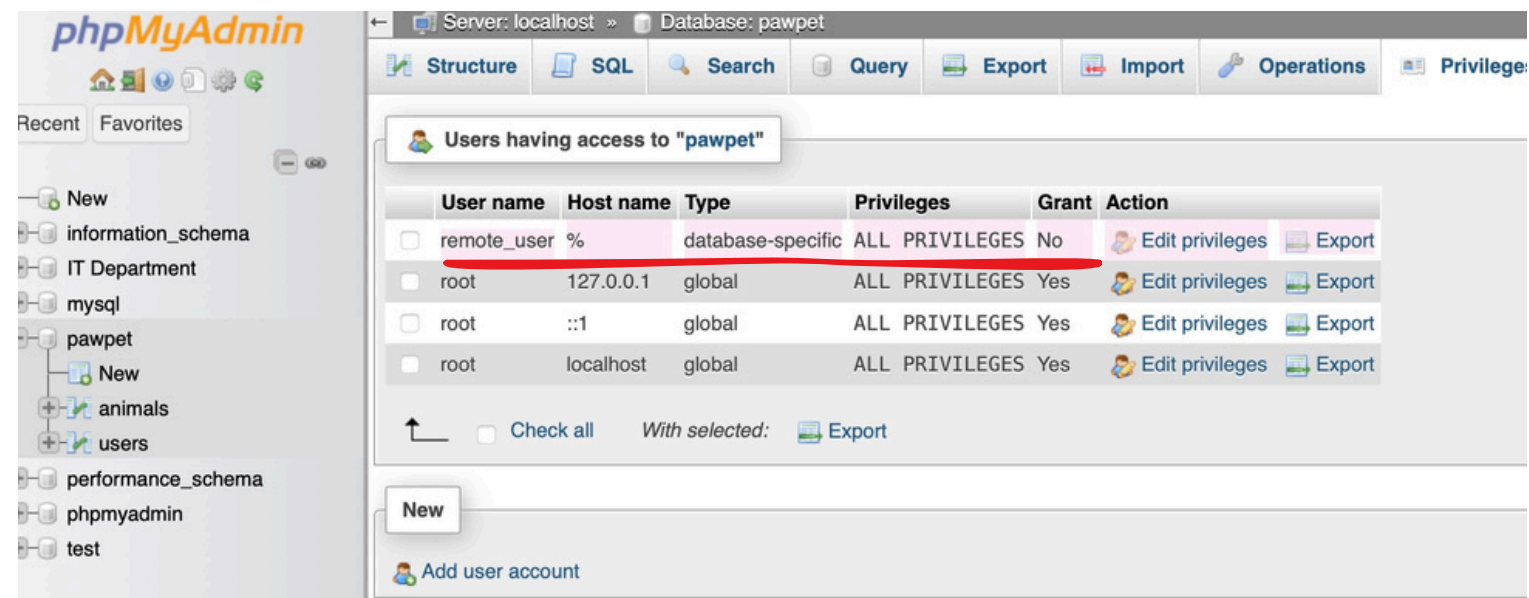 phpMyAdmin
Recent Favorites
New
information_schema
IT Department
mysql
pawpet
New
animals
users
performance_schema
phpmyadmin
test
Server: localhost » Database: pawpet
Structure SQL Search Query Export Import Operations Privileges
Users having access to "pawpet"
User name Host name Type Privileges Grant Action
remote_user % database-specific ALL PRIVILEGES No Edit privileges Export
root 127.0.0.1 global ALL PRIVILEGES Yes Edit privileges Export
root ::1 global ALL PRIVILEGES Yes Edit privileges Export
root localhost global ALL PRIVILEGES Yes Edit privileges Export
Check all With selected: Export
New
Add user account